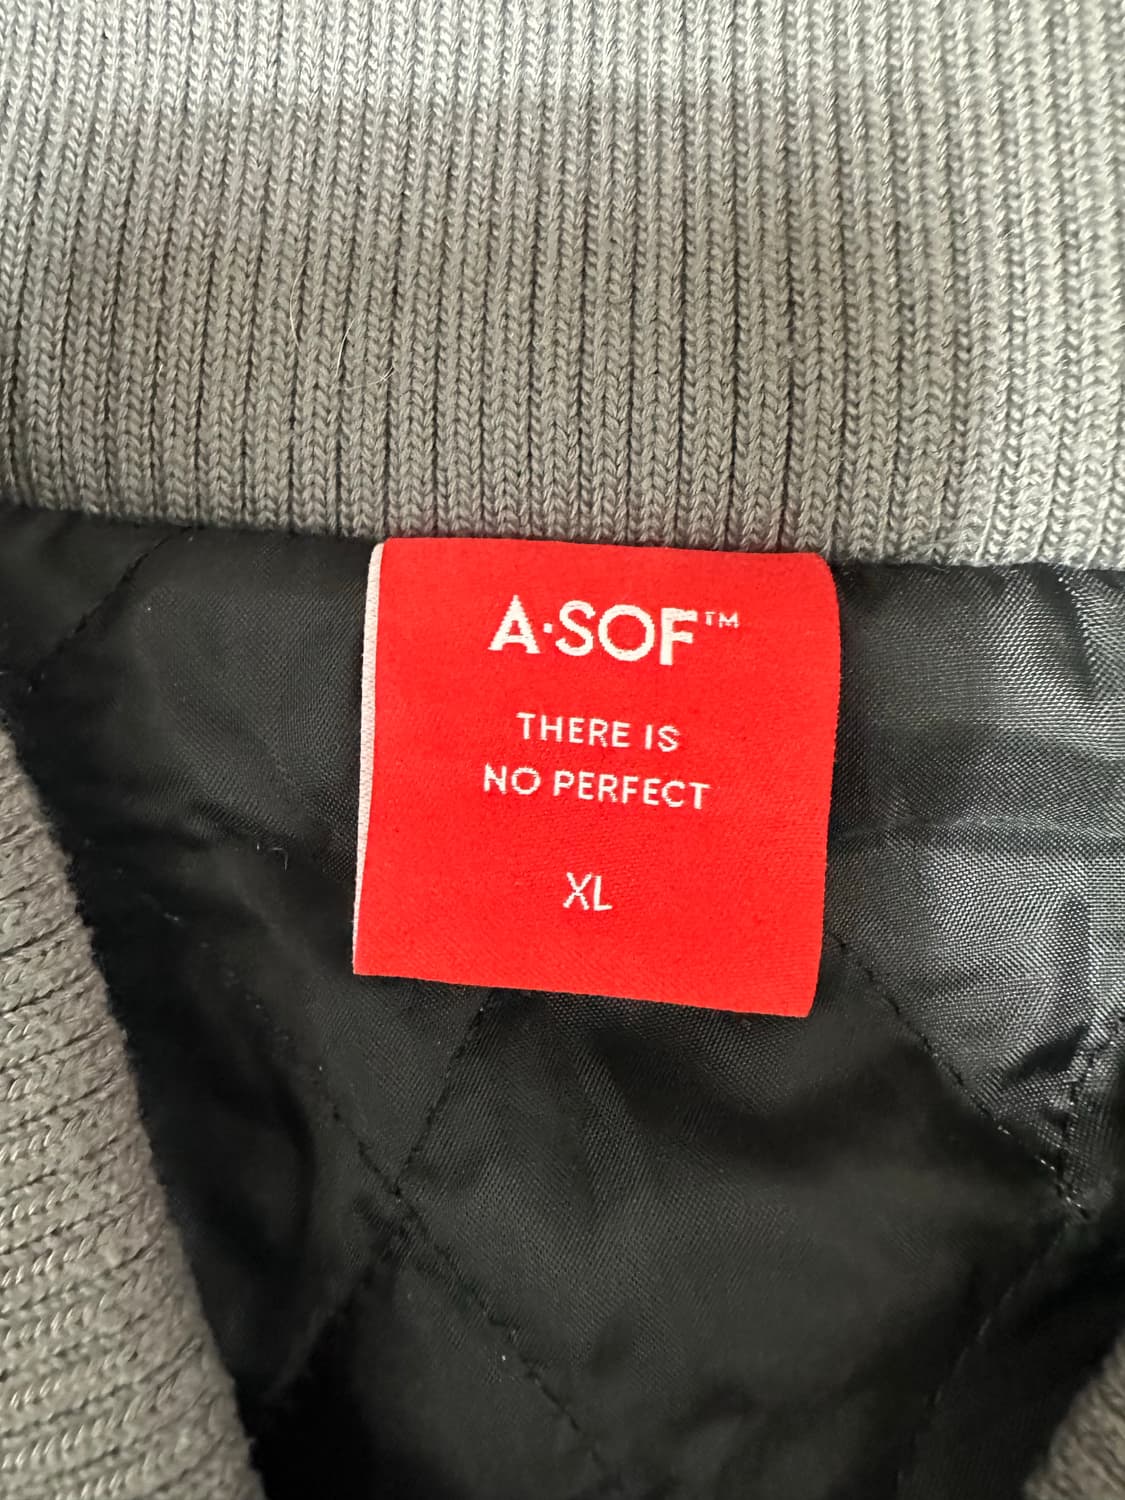 A·SOF™
THERE IS
NO PERFECT
XL